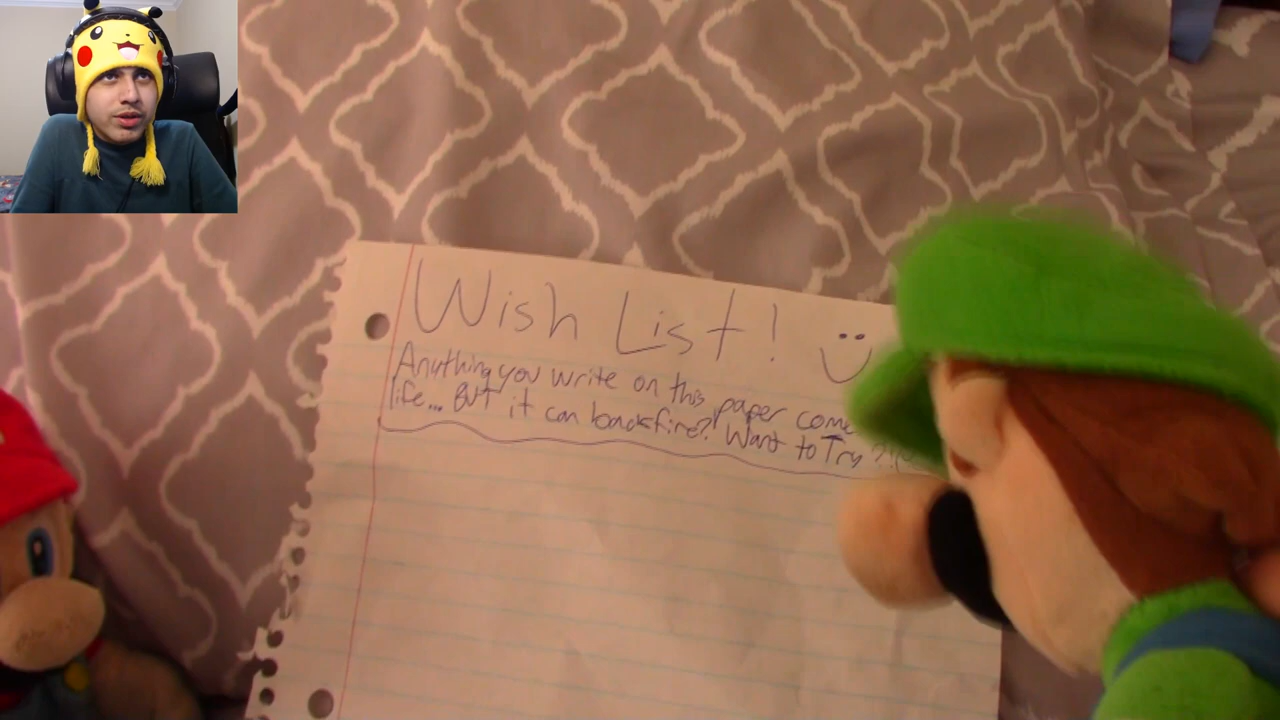 Wish List! :)
Anything you write on this paper come
life... BUT it can backfire? Want to Try